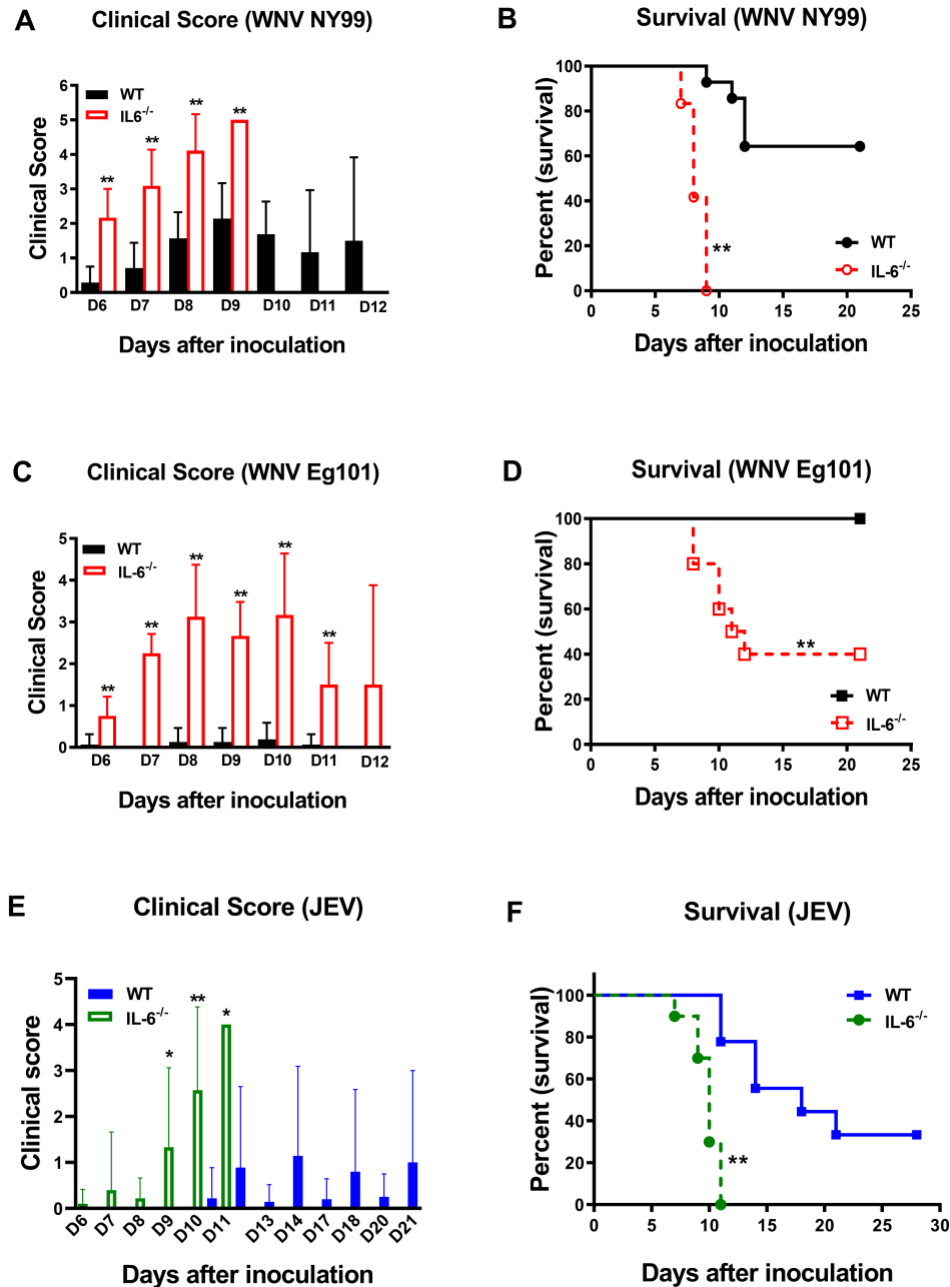 A
Clinical Score (WNV NY99)
WT
IL6-/-
Clinical Score
6
5
4
3
2
1
0
** ** ** **
D6 D7 D8 D9 D10 D11 D12
Days after inoculation
B
Survival (WNV NY99)
Percent (survival)
100
80
60
40
20
0
**
WT
IL-6-/-
0 5 10 15 20 25
Days after inoculation
C
Clinical Score (WNV Eg101)
WT
IL-6-/-
Clinical Score
5
4
3
2
1
0
** ** ** ** ** **
D6 D7 D8 D9 D10 D11 D12
Days after inoculation
D
Survival (WNV Eg101)
Percent (survival)
100
80
60
40
20
0
**
WT
IL-6-/-
0 5 10 15 20 25
Days after inoculation
E
Clinical Score (JEV)
WT
IL-6-/-
Clinical score
5
4
3
2
1
0
* ** *
D6 D7 D8 D9 D10 D11 D13 D14 D17 D18 D20 D21
Days after inoculation
F
Survival (JEV)
WT
IL-6-/-
Percent (survival)
100
80
60
40
20
0
**
0 10 15 20 25 30
Days after inoculation